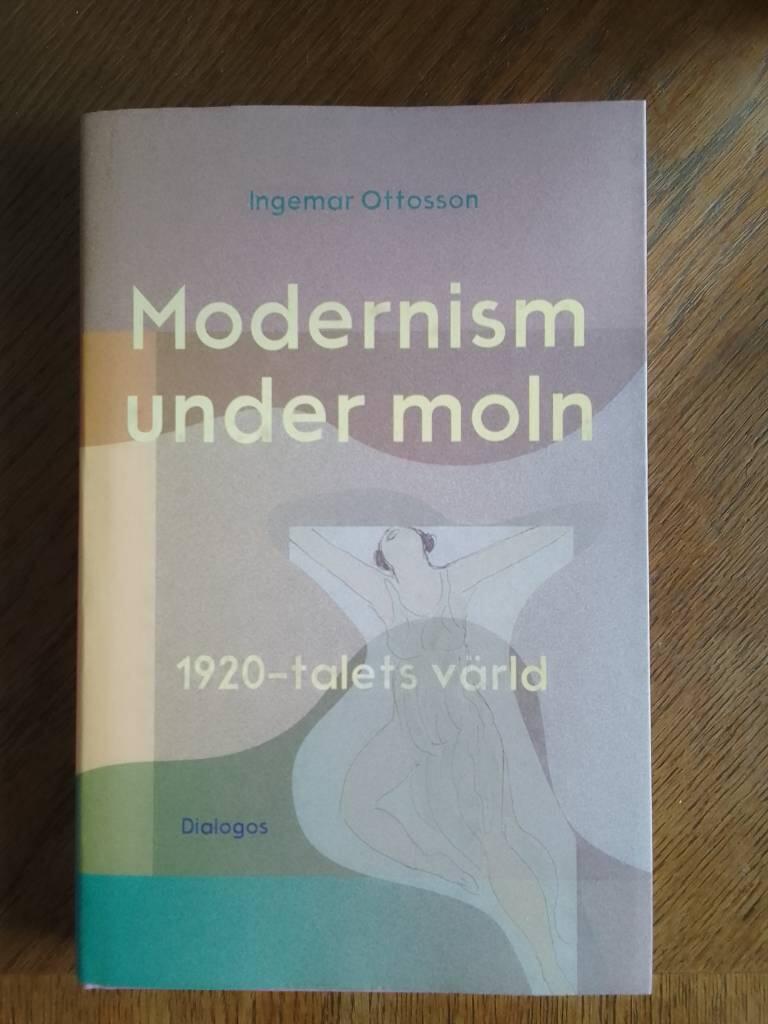 Ingemar Ottosson
Modernism
under moln
1920-talets värld
Dialogos